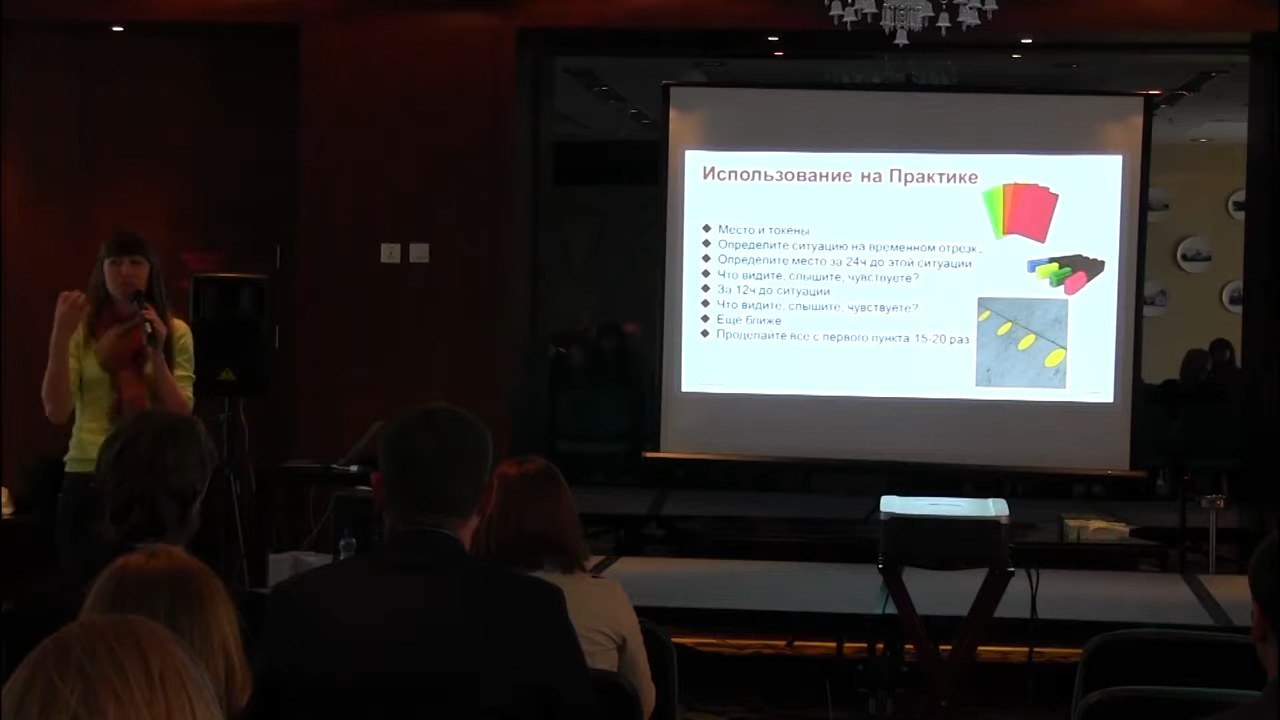 Использование на Практике
Место и токены
Определите ситуацию на временном отрезк
Определите место за 24ч до этой ситуации
Что видите, слышите, чувствуете?
За 12ч до ситуации
Что видите, слышите, чувствуете?
Еще ближе
Проделайте все с первого пункта 15-20 раз